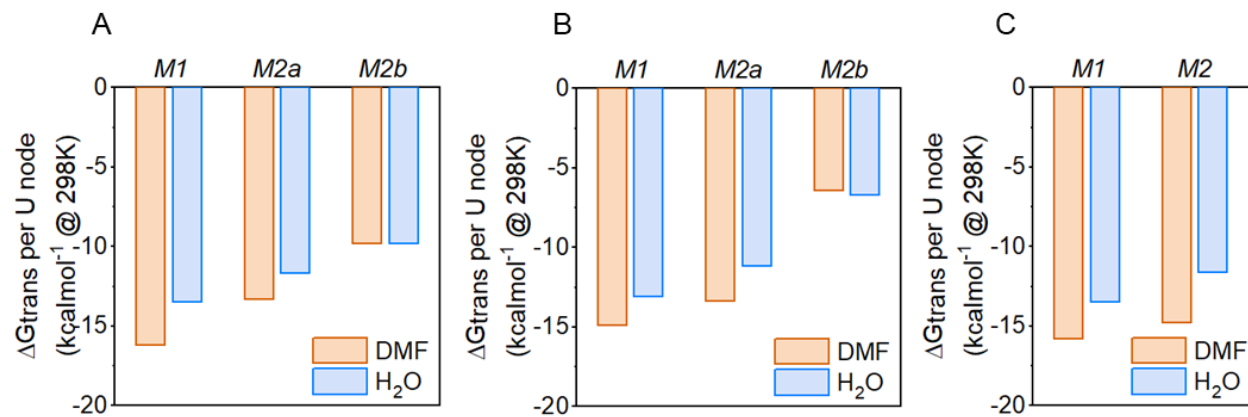 A
M1 M2a M2b
0
-5
-10
-15
-20
ΔGtrans per U node
(kcalmol⁻¹ @ 298K)
DMF
H₂O
B
M1 M2a M2b
0
-5
-10
-15
-20
ΔGtrans per U node
(kcalmol⁻¹ @ 298K)
DMF
H₂O
C
M1 M2
0
-5
-10
-15
-20
ΔGtrans per U node
(kcalmol⁻¹ @ 298K)
DMF
H₂O